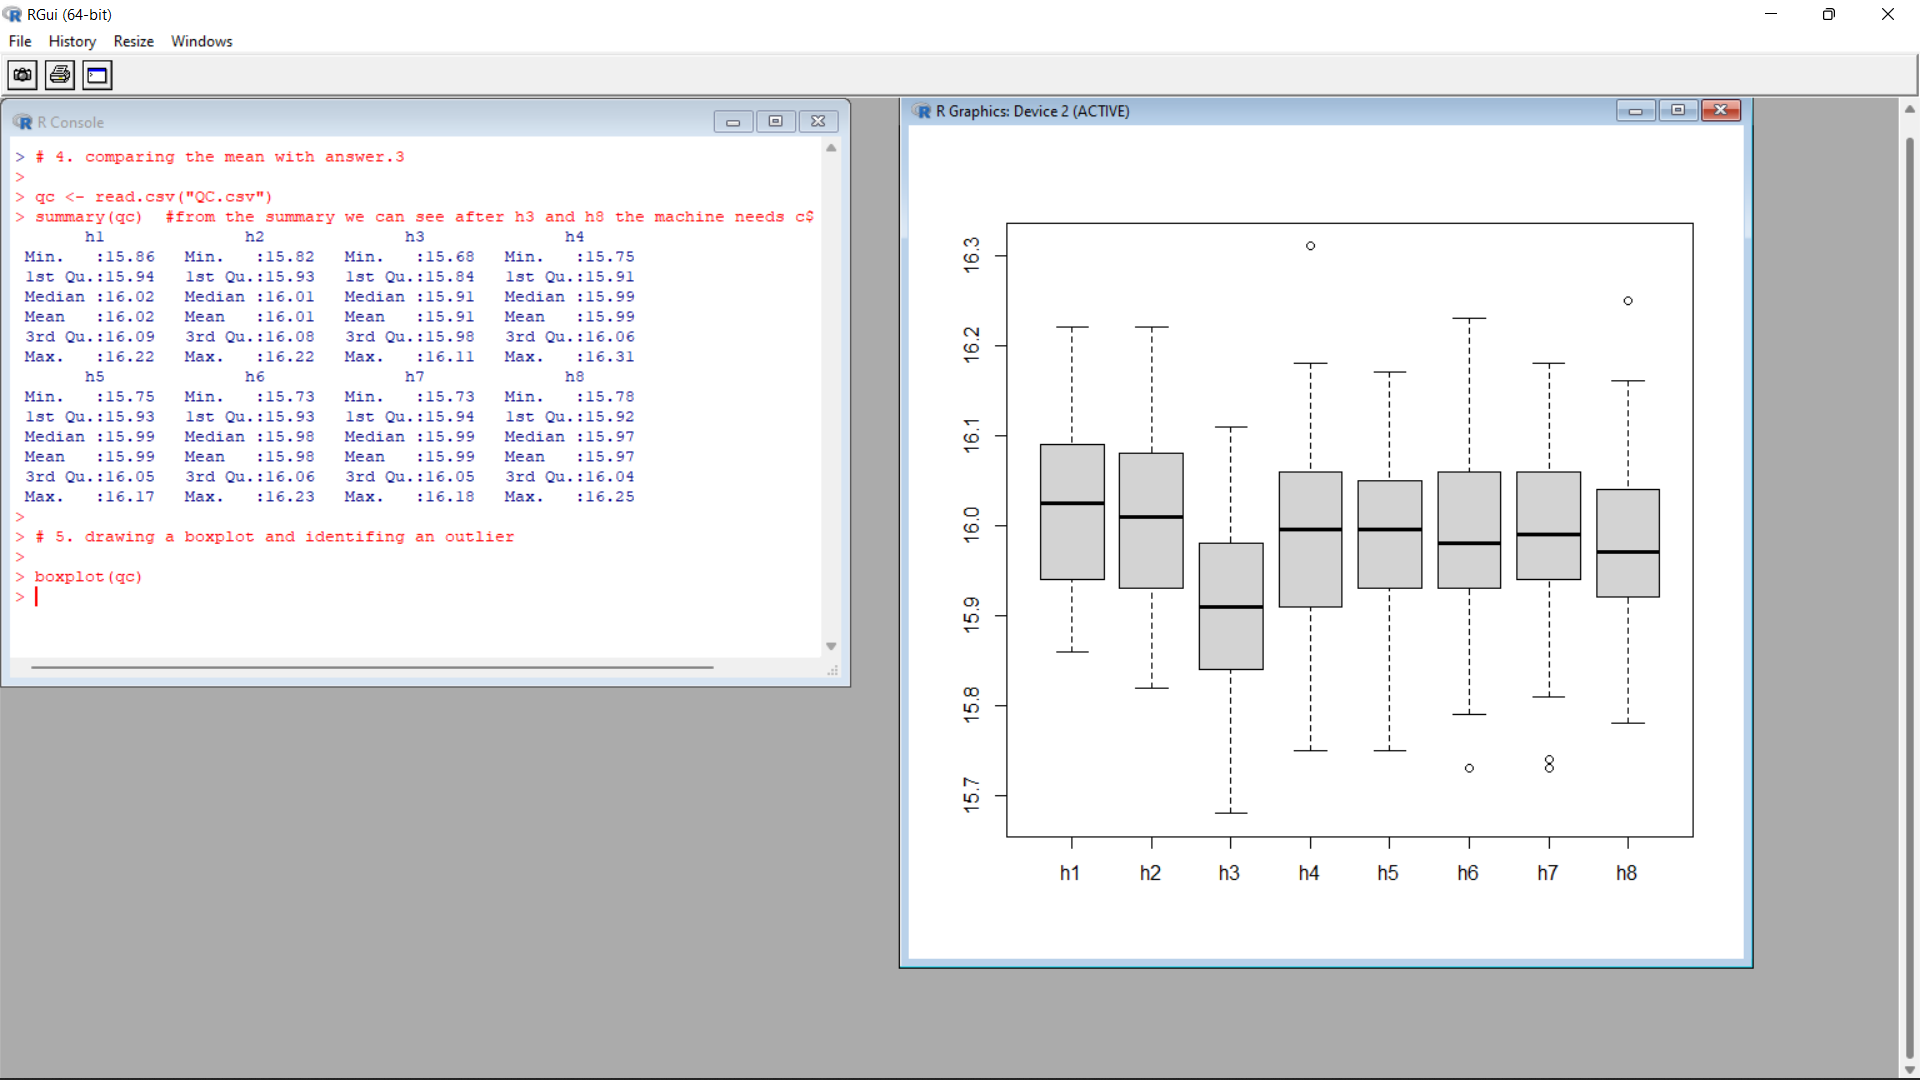 RGui (64-bit)
File History Resize Windows
R Console
> # 4. comparing the mean with answer.3
>
> qc <- read.csv("QC.csv")
> summary(qc)  #from the summary we can see after h3 and h8 the machine needs c$
h1 h2 h3 h4
Min. :15.86 Min. :15.82 Min. :15.68 Min. :15.75
1st Qu.:15.94 1st Qu.:15.93 1st Qu.:15.84 1st Qu.:15.91
Median :16.02 Median :16.01 Median :15.91 Median :15.99
Mean :16.02 Mean :16.01 Mean :15.91 Mean :15.99
3rd Qu.:16.09 3rd Qu.:16.08 3rd Qu.:15.98 3rd Qu.:16.06
Max. :16.22 Max. :16.22 Max. :16.11 Max. :16.31
h5 h6 h7 h8
Min. :15.75 Min. :15.73 Min. :15.73 Min. :15.78
1st Qu.:15.93 1st Qu.:15.93 1st Qu.:15.94 1st Qu.:15.92
Median :15.99 Median :15.98 Median :15.99 Median :15.97
Mean :15.99 Mean :15.98 Mean :15.99 Mean :15.97
3rd Qu.:16.05 3rd Qu.:16.06 3rd Qu.:16.05 3rd Qu.:16.04
Max. :16.17 Max. :16.23 Max. :16.18 Max. :16.25
>
> # 5. drawing a boxplot and identifing an outlier
>
> boxplot(qc)
>
R Graphics: Device 2 (ACTIVE)
16.3
16.2
16.1
16.0
15.9
15.8
15.7
h1 h2 h3 h4 h5 h6 h7 h8